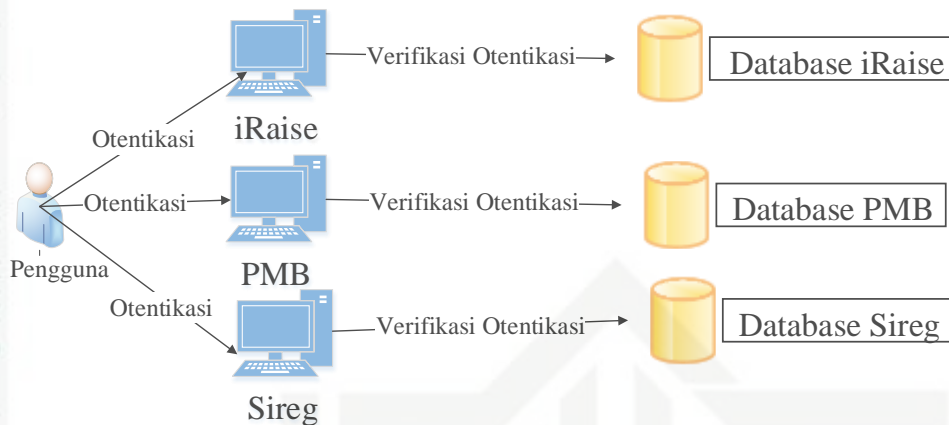 Verifikasi Otentikasi
Database iRaise
iRaise
Otentikasi
Otentikasi
Verifikasi Otentikasi
Database PMB
Pengguna
PMB
Otentikasi
Verifikasi Otentikasi
Database Sireg
Sireg